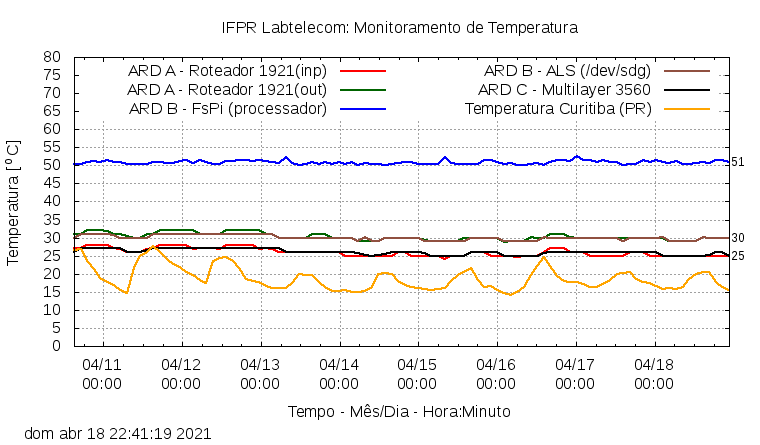 IFPR Labtelecom: Monitoramento de Temperatura
Temperatura [ºC]
80
75
70
65
60
55
50
45
40
35
30
25
20
15
10
5
0
ARD A - Roteador 1921(inp)
ARD A - Roteador 1921(out)
ARD B - FsPi (processador)
ARD B - ALS (/dev/sdg)
ARD C - Multilayer 3560
Temperatura Curitiba (PR)
51
30
25
04/11 04/12 04/13 04/14 04/15 04/16 04/17 04/18
00:00 00:00 00:00 00:00 00:00 00:00 00:00 00:00
Tempo - Mês/Dia - Hora:Minuto
dom abr 18 22:41:19 2021